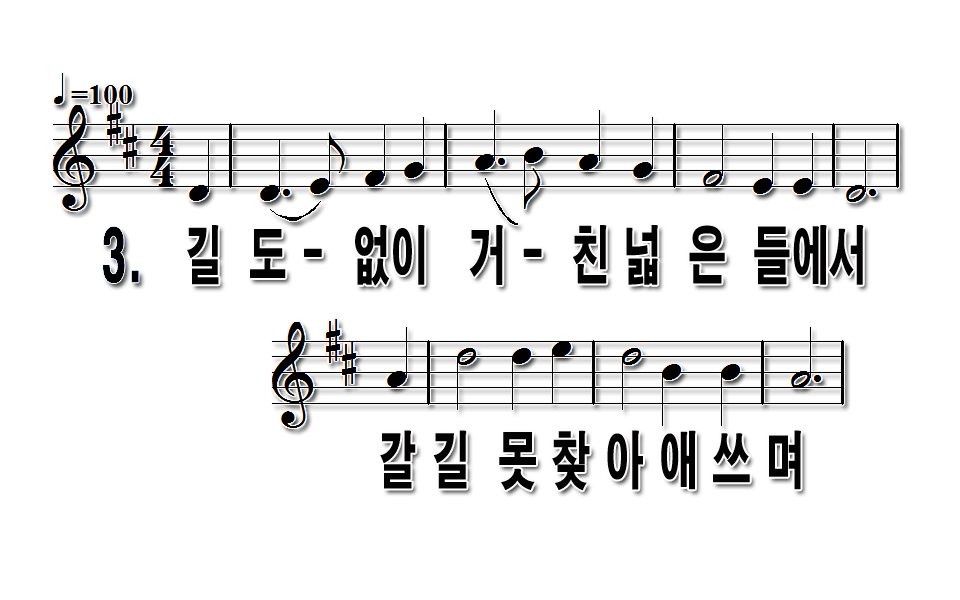 ♩=100
3. 길 도- 없이 거- 친 넓 은 들에서
갈 길 못 찾 아 애 쓰 며